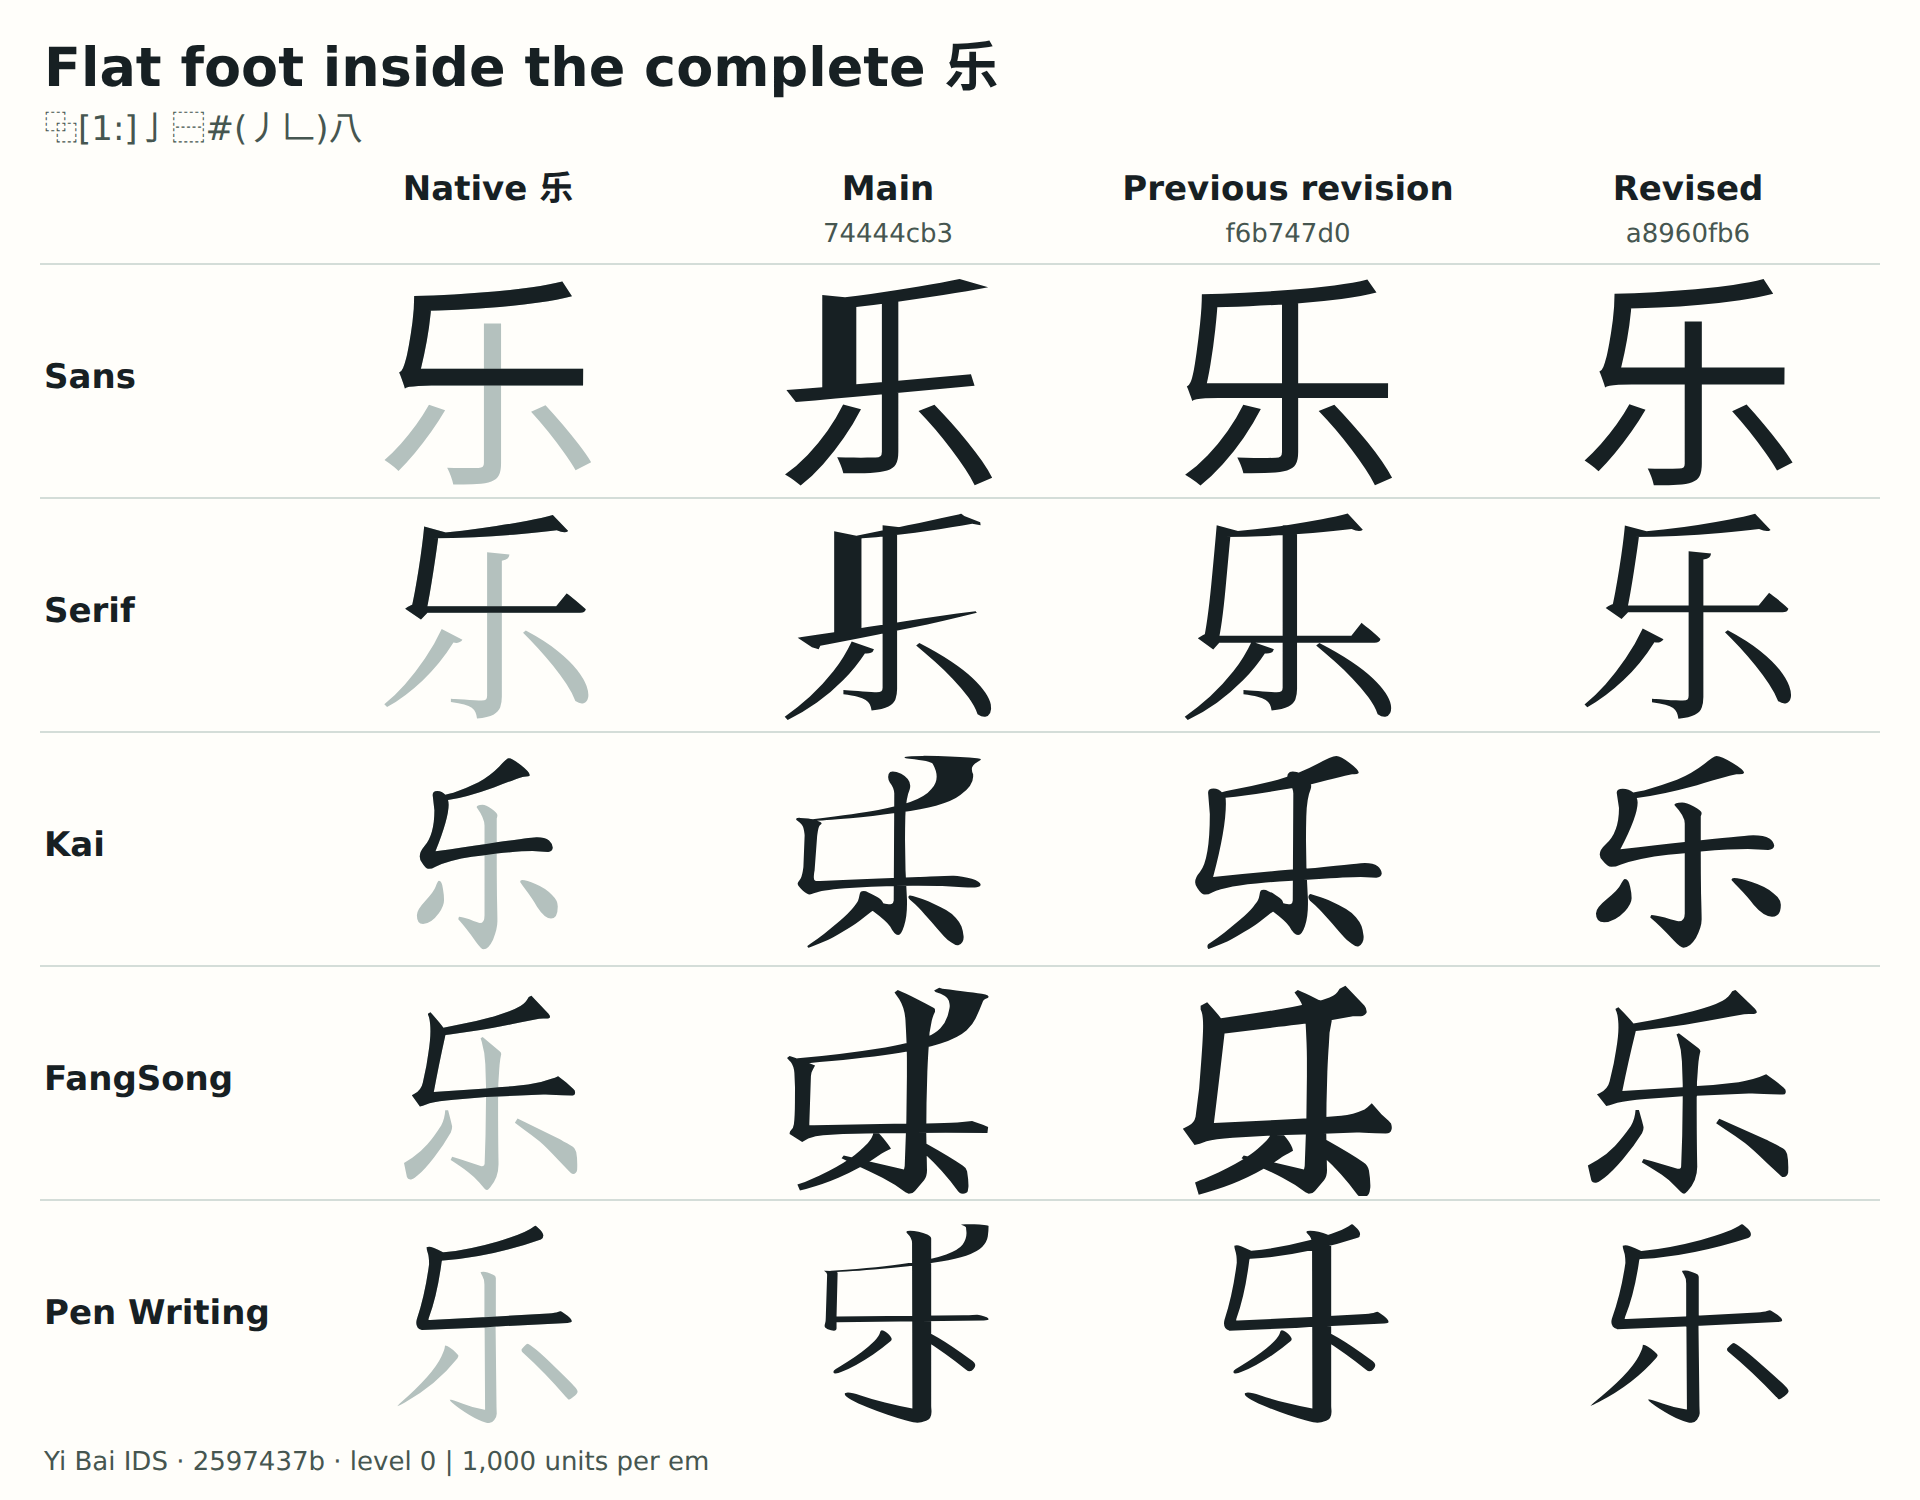 Flat foot inside the complete 乐
⿻[1:]亅⿱#(丿𠃊)八
Native 乐 Main Previous revision Revised
74444cb3 f6b747d0 a8960fb6
Sans 乐 乐 乐 乐
Serif 乐 乐 乐 乐
Kai 乐 乐 乐 乐
FangSong 乐 乐 乐 乐
Pen Writing 乐 乐 乐 乐
Yi Bai IDS · 2597437b · level 0 | 1,000 units per em